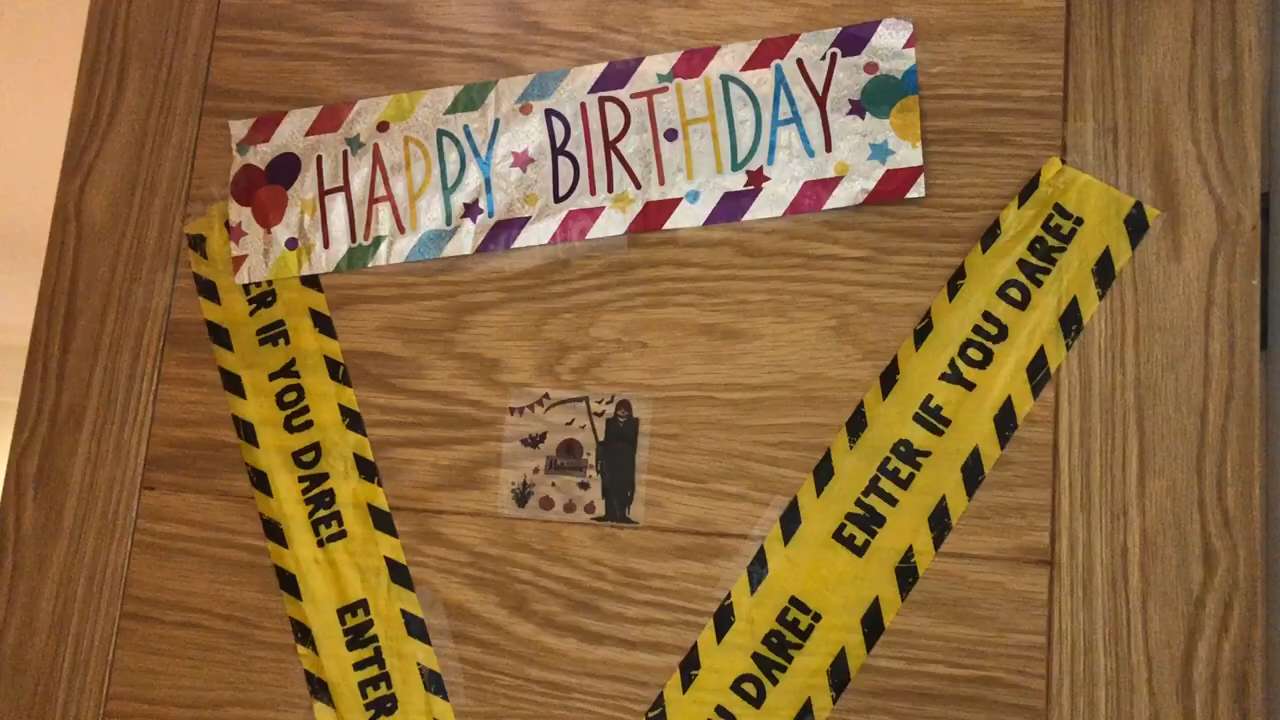 HAPPY BIRTHDAY
ER IF YOU DARE!
ENTER
ENTER IF YOU DARE!
U DARE!